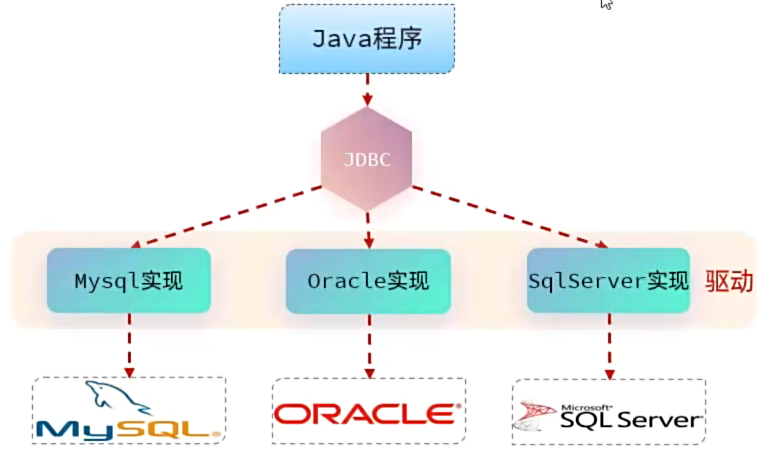 Java程序
JDBC
Mysql实现
Oracle实现
SqlServer实现
驱动
MySQL®
ORACLE®
Microsoft®
SQL Server